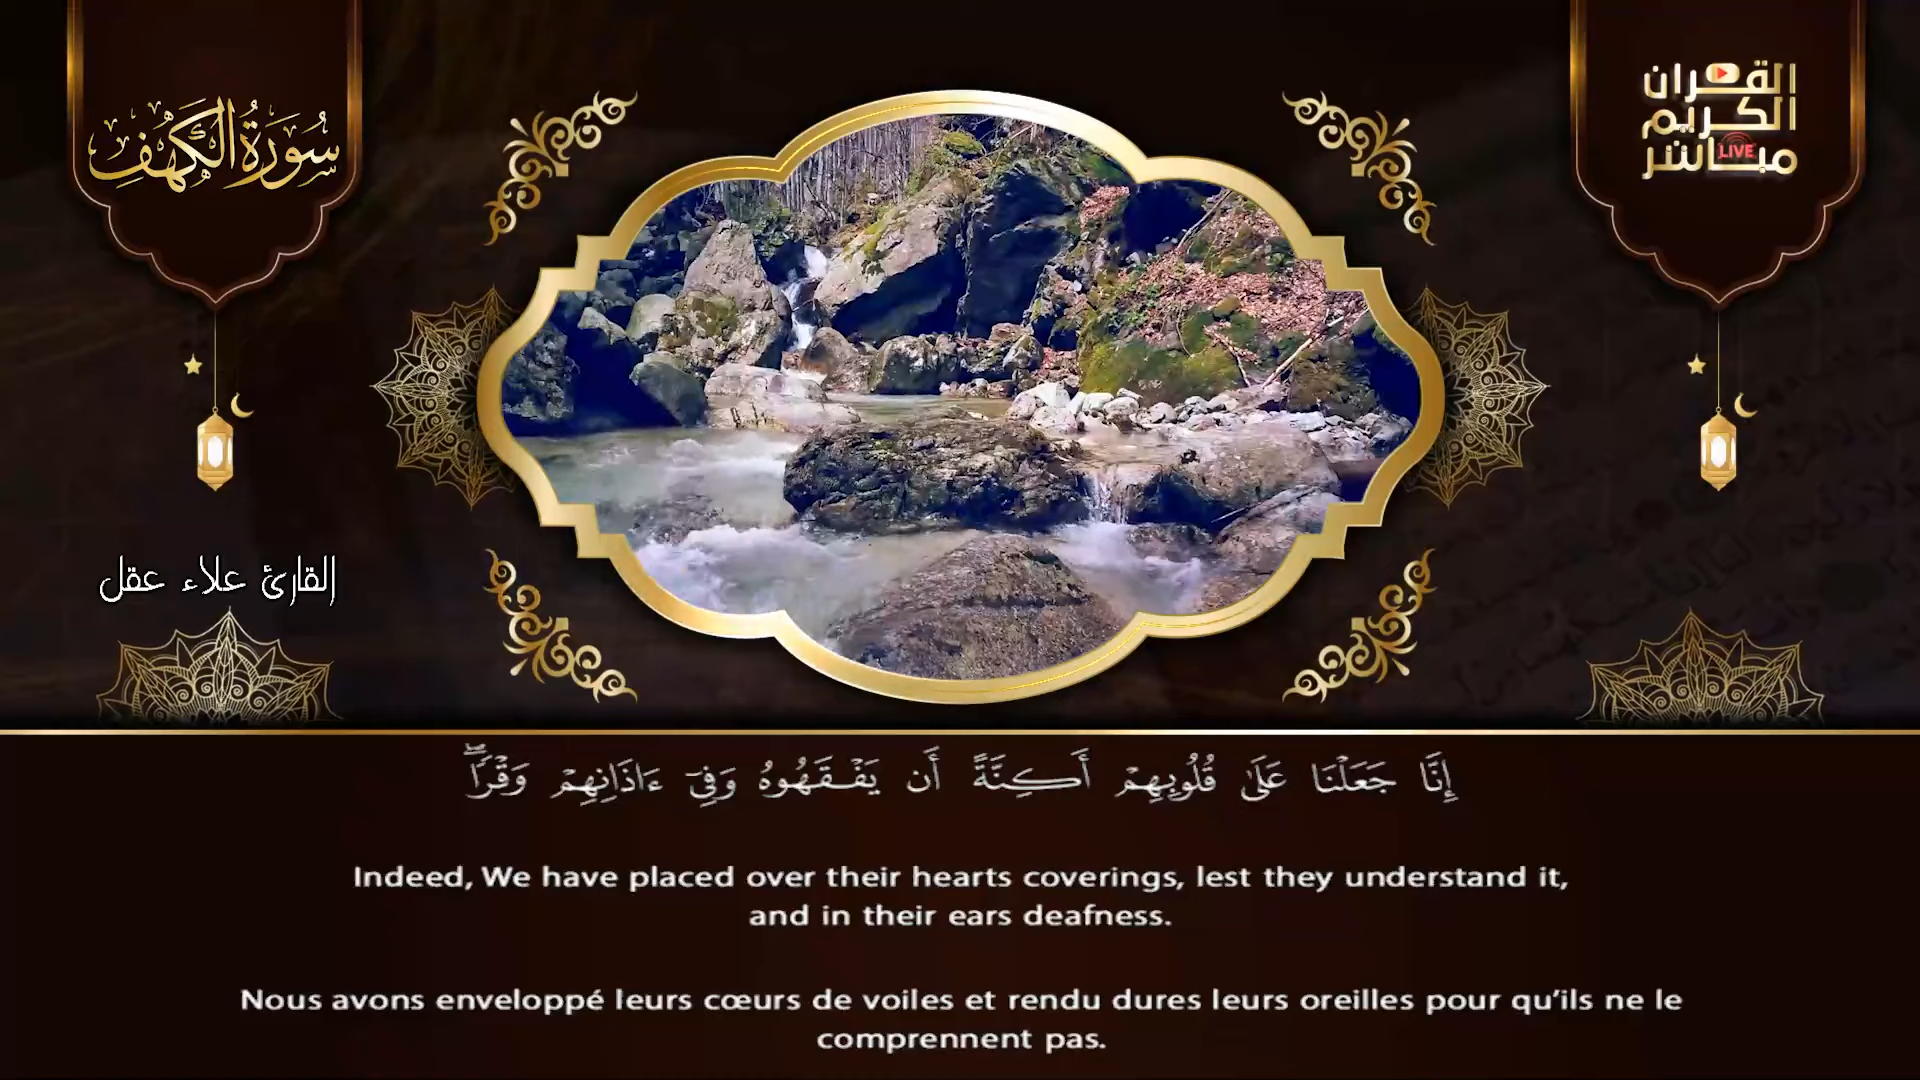 سُورَةُ الكَهْفِ
القرآن
الكريم
مباشر
LIVE
القارئ علاء عقل
إِنَّا جَعَلْنَا عَلَىٰ قُلُوبِهِمْ أَكِنَّةً أَن يَفْقَهُوهُ وَفِىٓ ءَاذَانِهِمْ وَقْرًا ۖ
Indeed, We have placed over their hearts coverings, lest they understand it,
and in their ears deafness.
Nous avons enveloppé leurs cœurs de voiles et rendu dures leurs oreilles pour qu’ils ne le
comprennent pas.